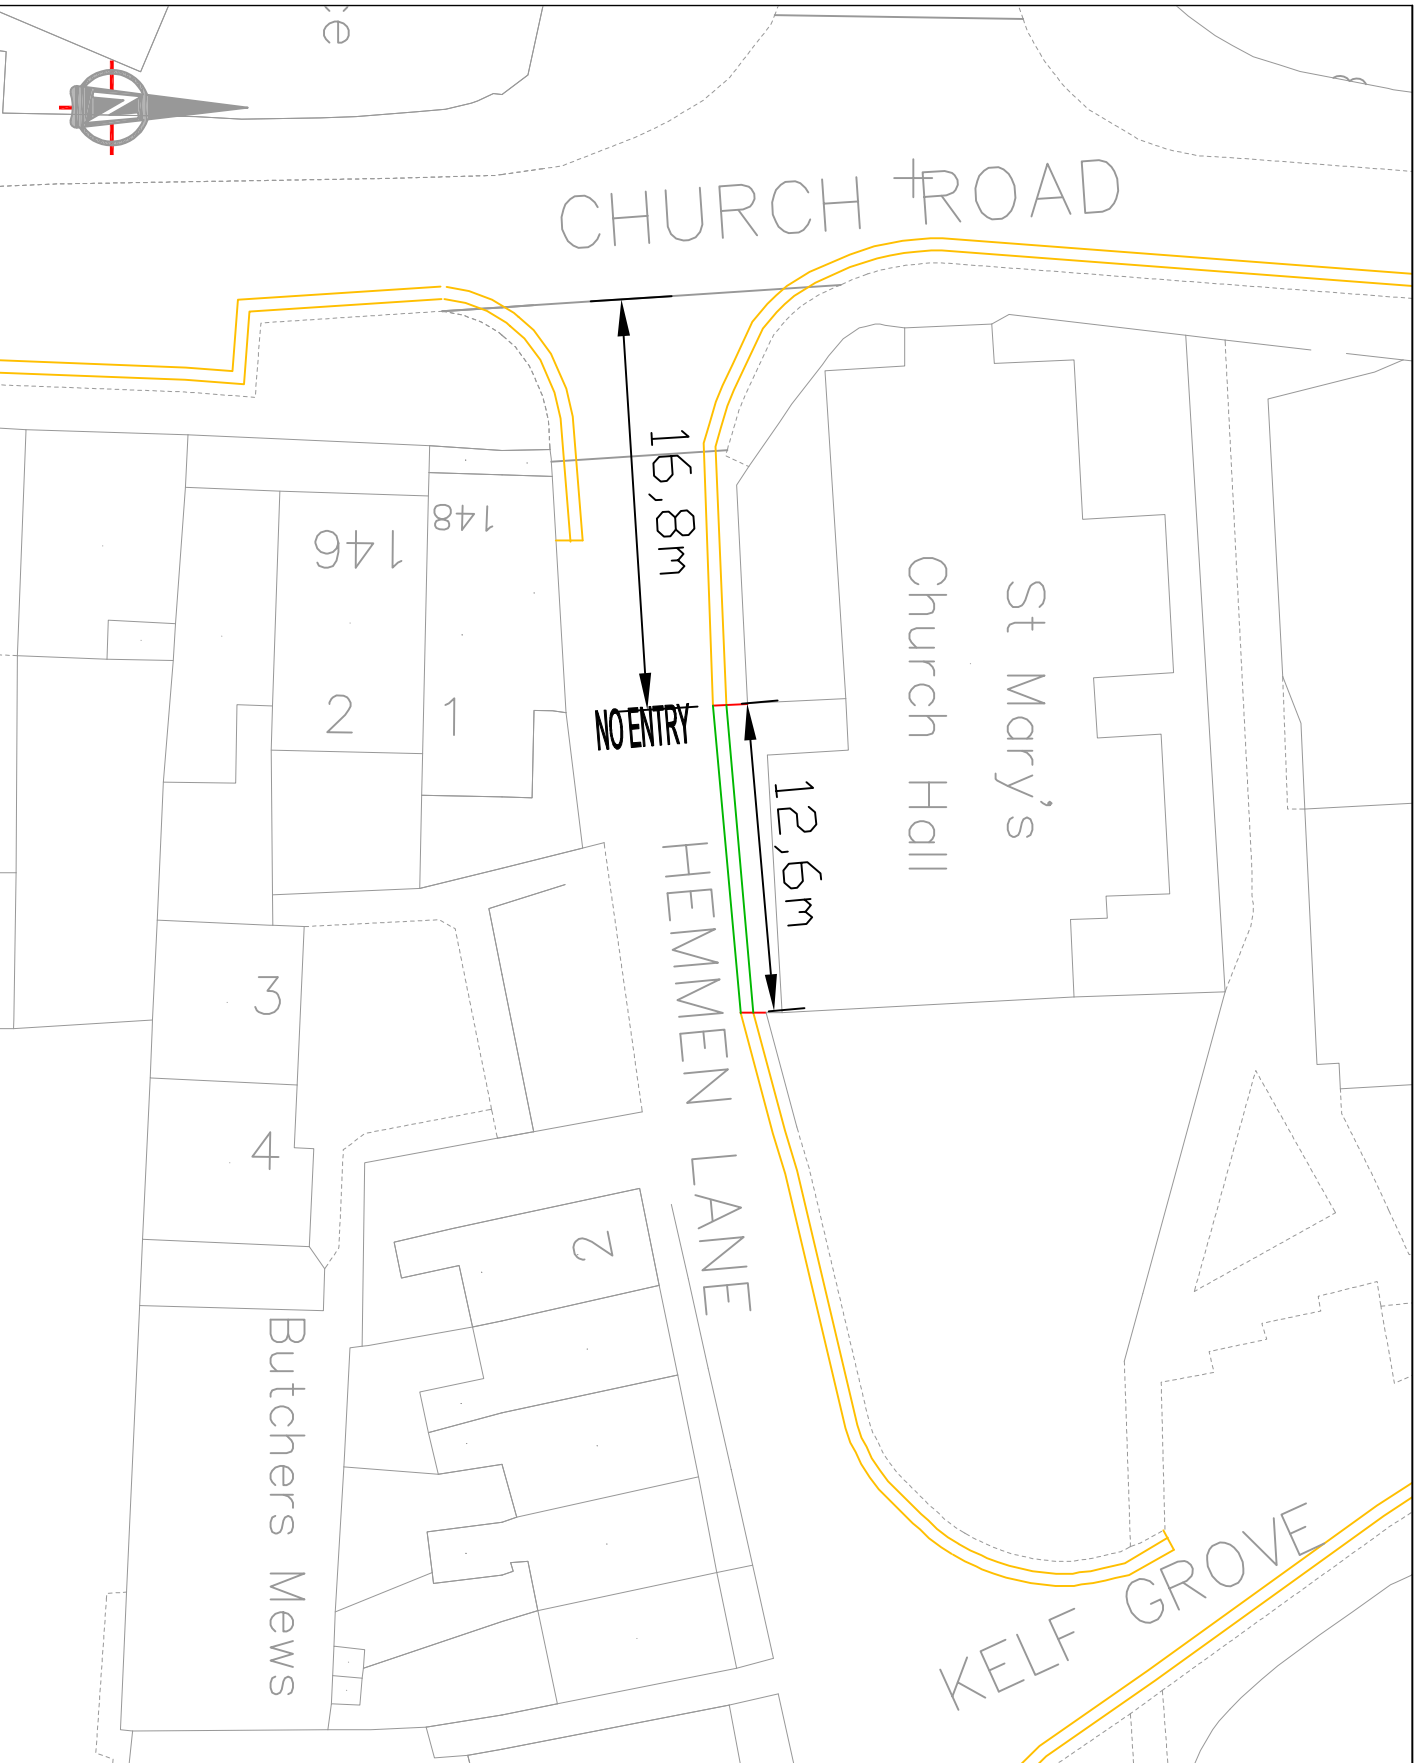 N
CHURCH ROAD
16,8m
146
148
St Mary's
Church Hall
2
1
NO ENTRY
12,6m
HEMMEN LANE
3
4
2
Butchers Mews
KELF GROVE